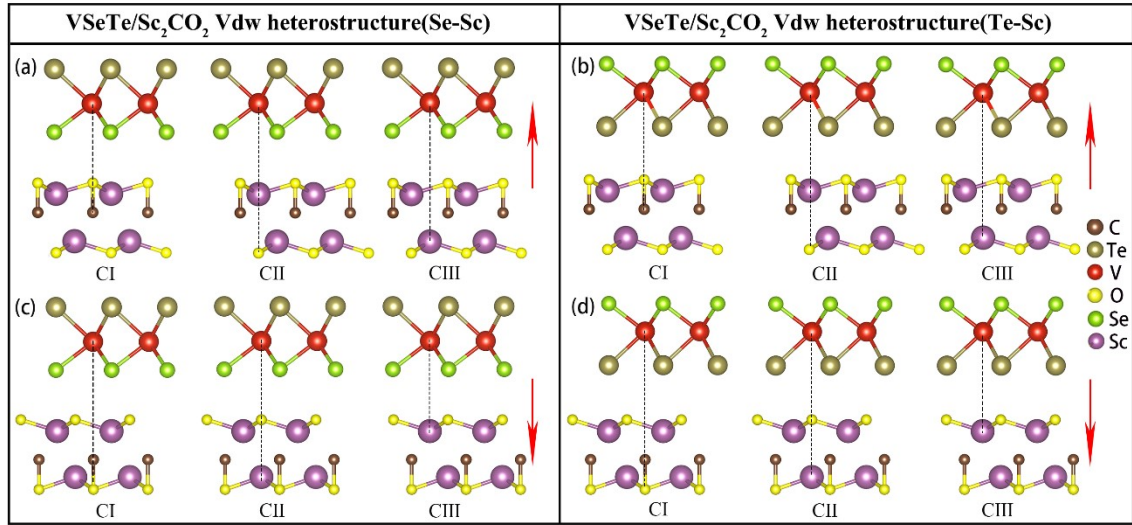 VSeTe/Sc₂CO₂ Vdw heterostructure(Se-Sc)
VSeTe/Sc₂CO₂ Vdw heterostructure(Te-Sc)
(a)
CI
CII
CIII
(b)
CI
CII
CIII
(c)
CI
CII
CIII
(d)
CI
CII
CIII
C
Te
V
O
Se
Sc